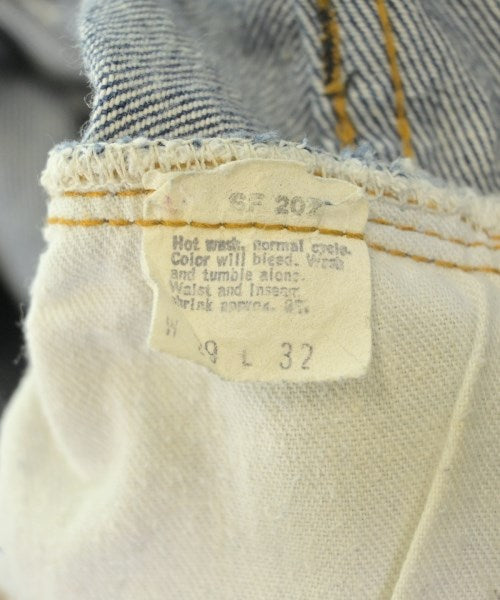 SF 207
Hot wash, normal cycle.
Color will bleed. Wash
and tumble alone.
Waist and Inseam
shrink approx. 8%.
W 9 L 32